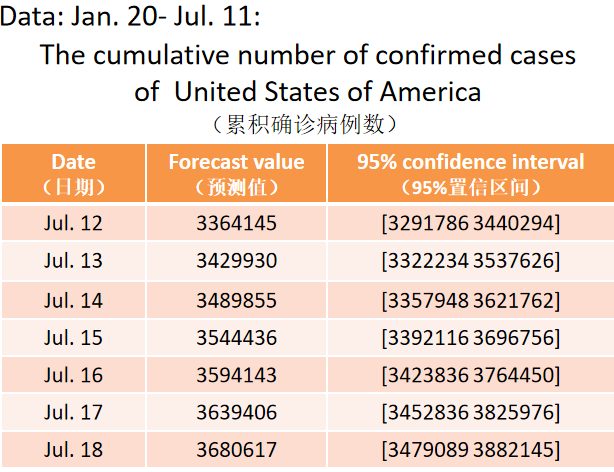 Data: Jan. 20- Jul. 11:
The cumulative number of confirmed cases
of United States of America
（累积确诊病例数）
Date Forecast value 95% confidence interval
（日期） （预测值） （95%置信区间）
Jul. 12 3364145 [3291786 3440294]
Jul. 13 3429930 [3322234 3537626]
Jul. 14 3489855 [3357948 3621762]
Jul. 15 3544436 [3392116 3696756]
Jul. 16 3594143 [3423836 3764450]
Jul. 17 3639406 [3452836 3825976]
Jul. 18 3680617 [3479089 3882145]